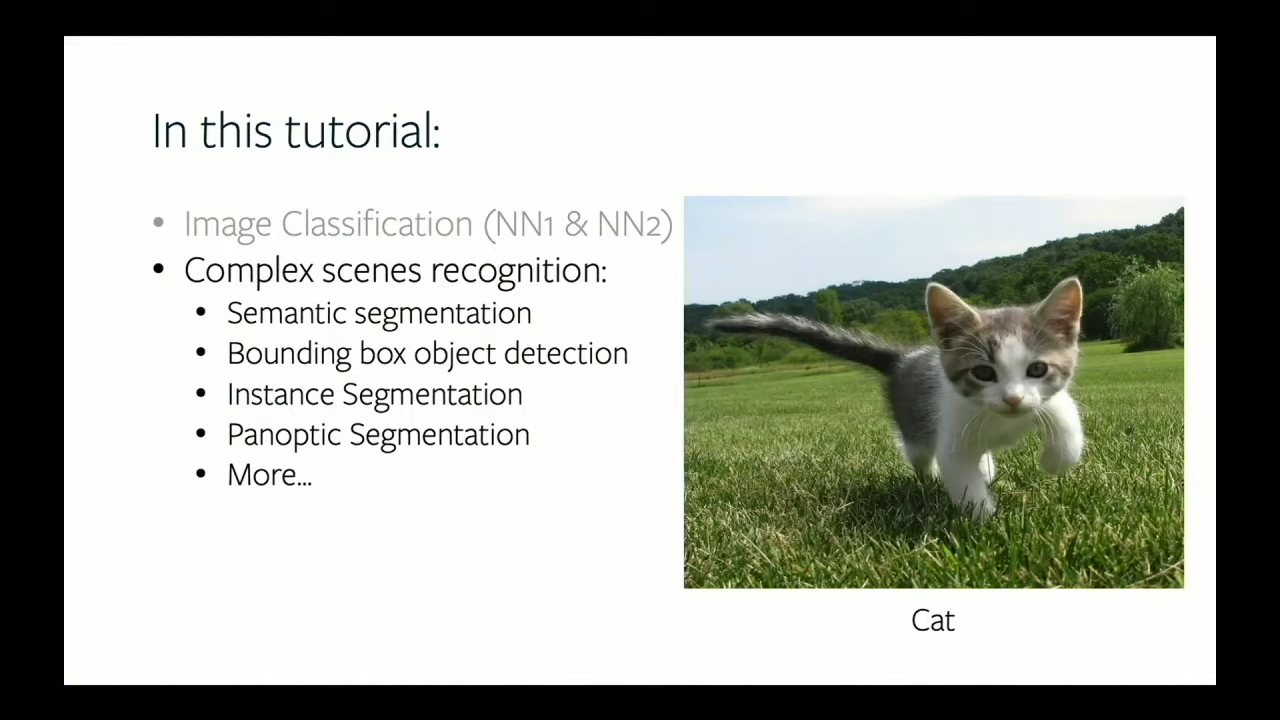 In this tutorial:
• Image Classification (NN1 & NN2)
• Complex scenes recognition:
• Semantic segmentation
• Bounding box object detection
• Instance Segmentation
• Panoptic Segmentation
• More...
Cat